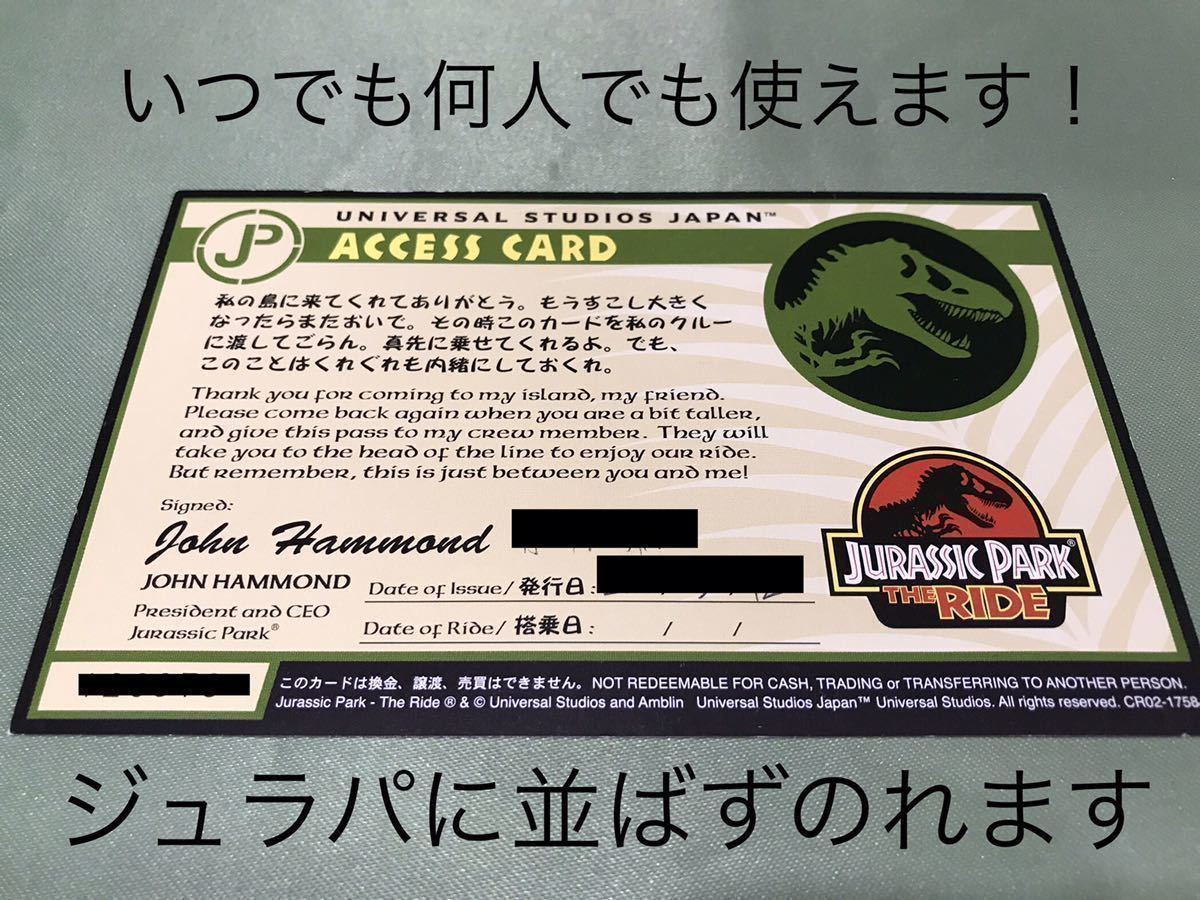 いつでも何人でも使えます！
JP
UNIVERSAL STUDIOS JAPAN™
ACCESS CARD
私の島に来てくれてありがとう。もうすこし大きく
なったらまたおいで。その時このカードを私のクルー
に渡してごらん。真先に乗せてくれるよ。でも、
このことはくれぐれも内緒にしておくれ。
Thank you for coming to my island, my friend.
Please come back again when you are a bit taller,
and give this pass to my crew member. They will
take you to the head of the line to enjoy our ride.
But remember, this is just between you and me!
Signed:
John Hammond
JOHN HAMMOND
President and CEO
Jurassic Park®
Date of Issue/発行日:
Date of Ride/搭乗日: / /
JURASSIC PARK®
THE RIDE
このカードは換金、譲渡、売買はできません。NOT REDEEMABLE FOR CASH, TRADING or TRANSFERRING TO ANOTHER PERSON.
Jurassic Park - The Ride ® & © Universal Studios and Amblin Universal Studios Japan™ Universal Studios. All rights reserved. CR02-1758
ジュラパに並ばずのれます